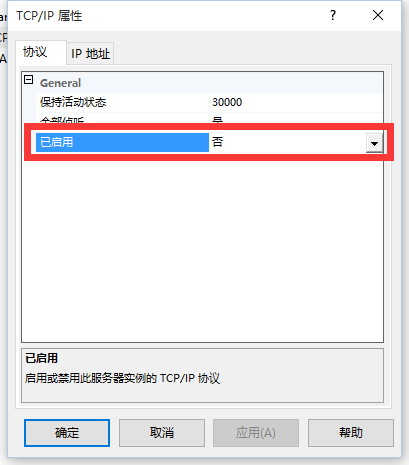 TCP/IP 属性
?
协议
IP 地址
General
保持活动状态 30000
全部侦听 是
已启用 否
已启用
启用或禁用此服务器实例的 TCP/IP 协议
确定 取消 应用(A) 帮助